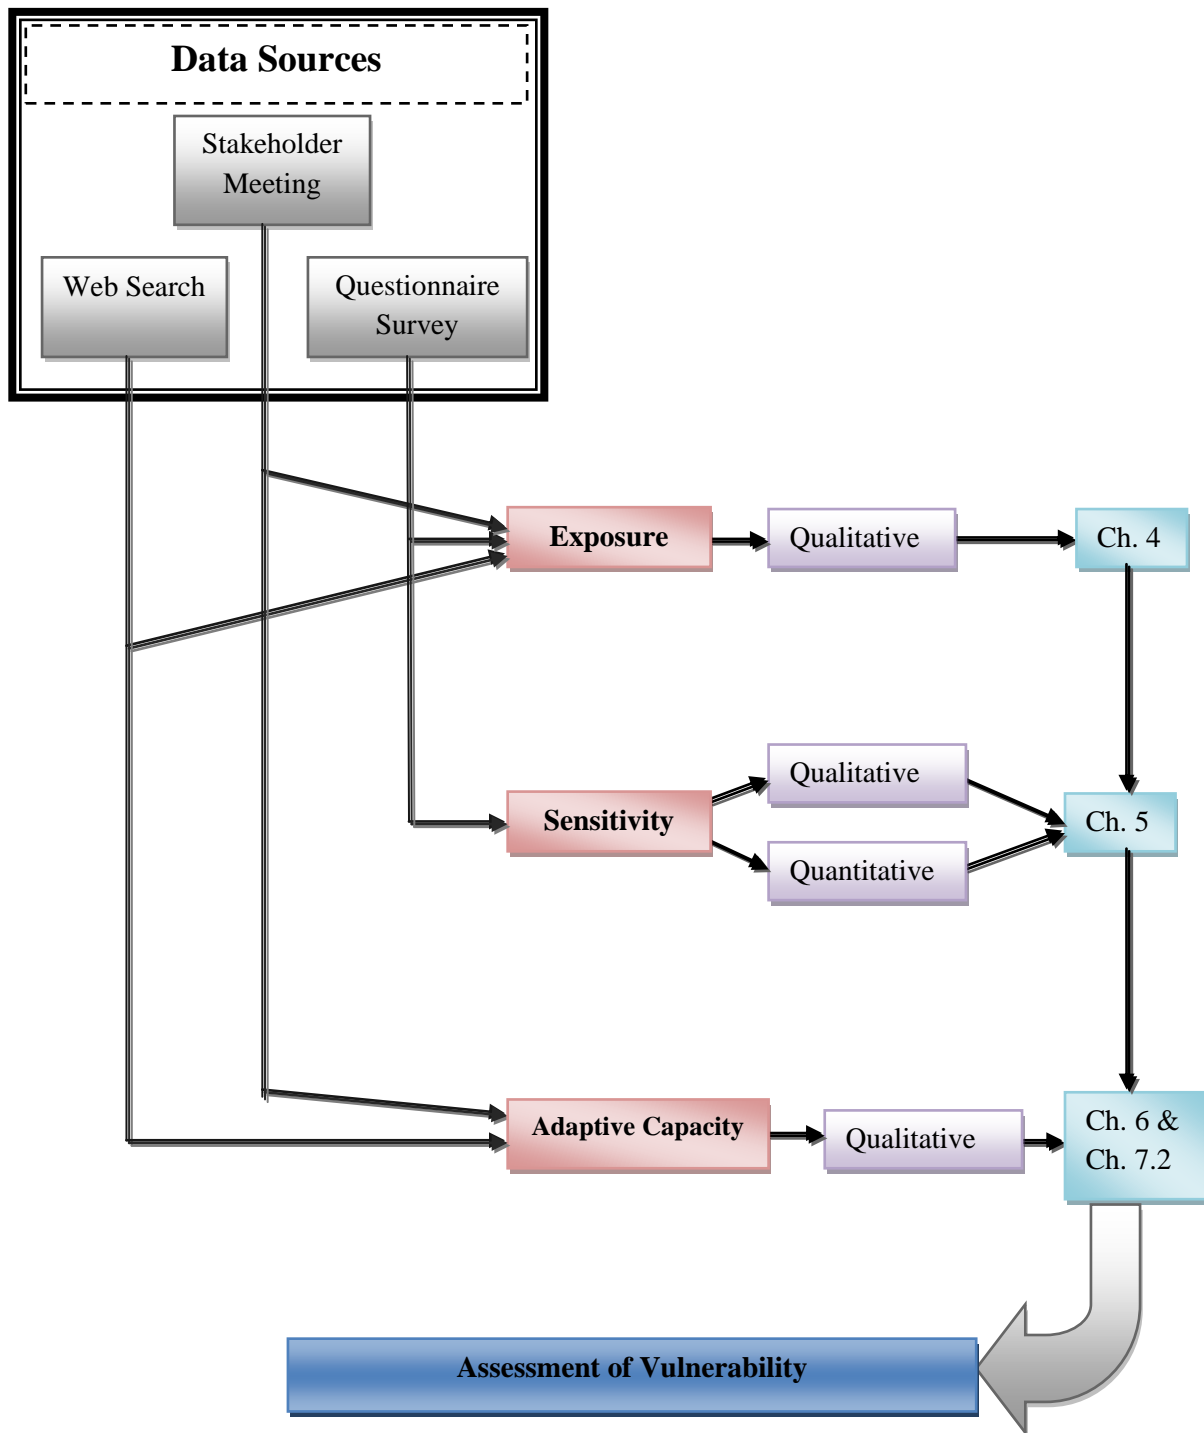 Data Sources
Stakeholder
Meeting
Web Search
Questionnaire
Survey
Exposure
Qualitative
Ch. 4
Qualitative
Sensitivity
Ch. 5
Quantitative
Adaptive Capacity
Qualitative
Ch. 6 &
Ch. 7.2
Assessment of Vulnerability